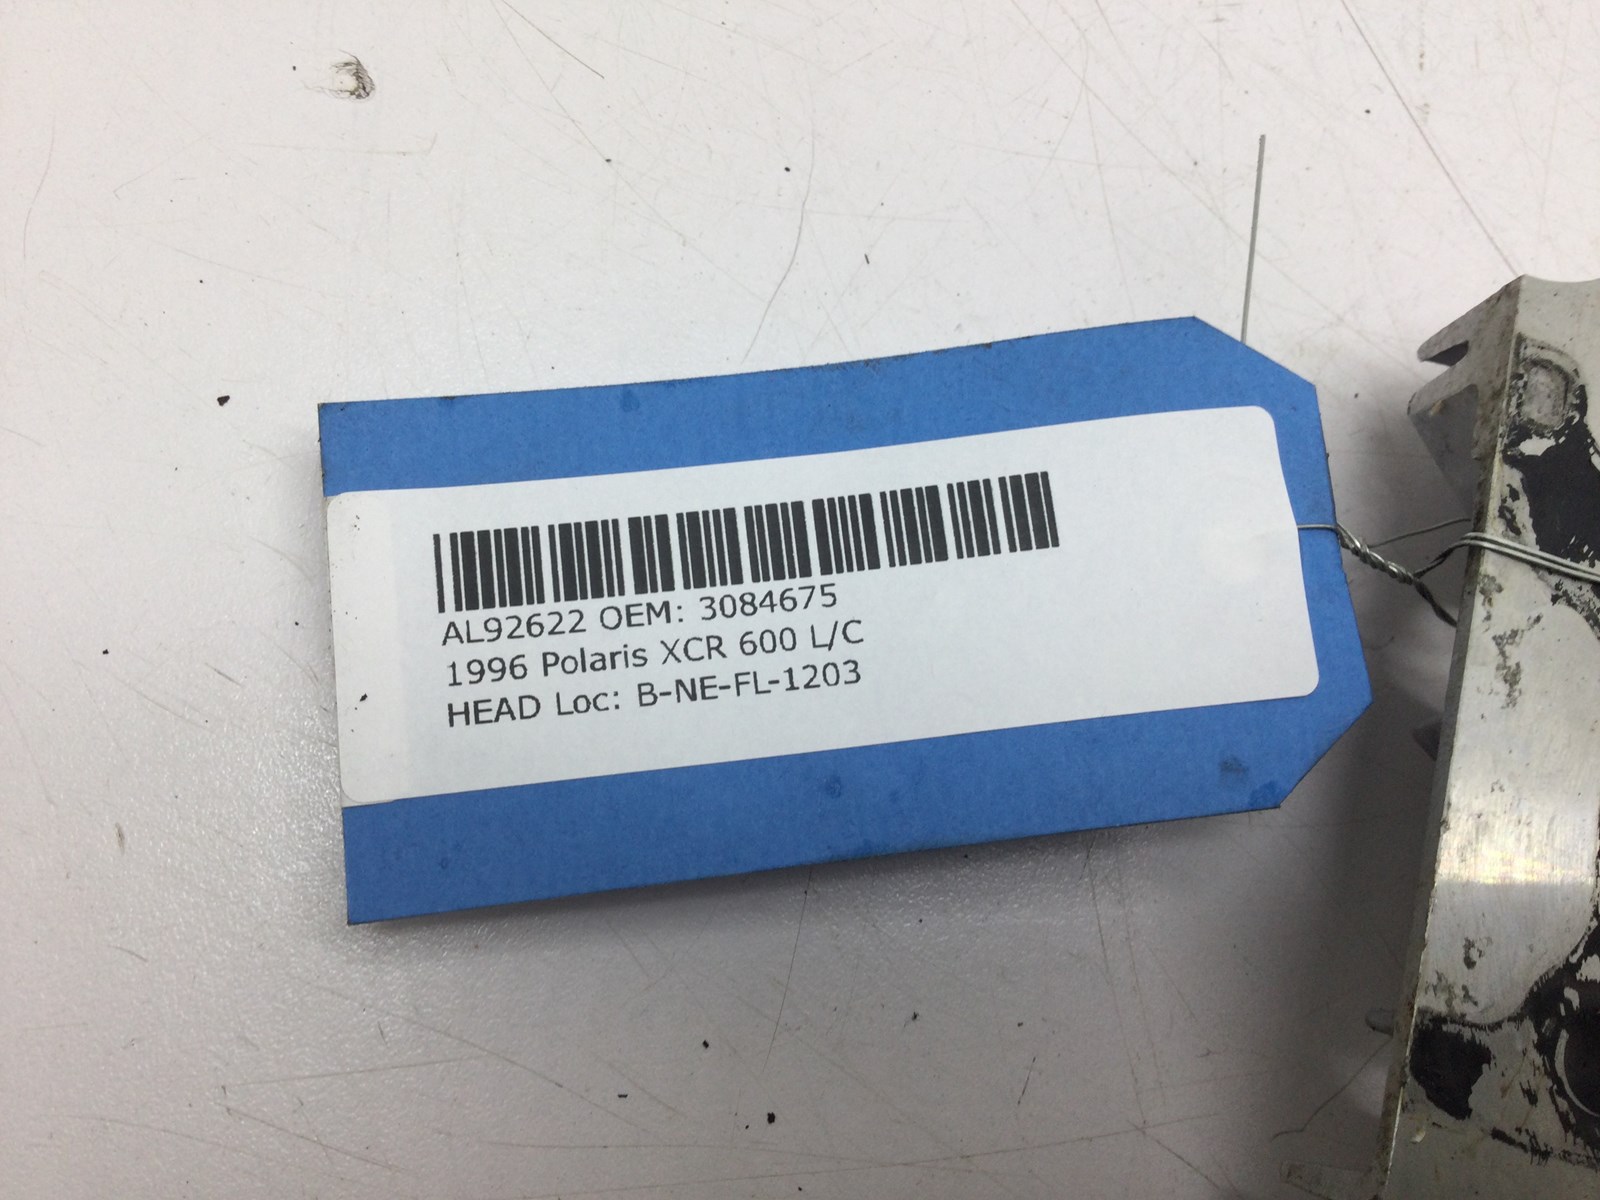 AL92622 OEM: 3084675
1996 Polaris XCR 600 L/C
HEAD Loc: B-NE-FL-1203